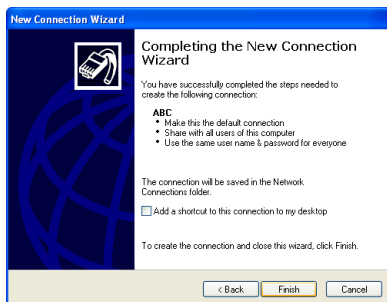 New Connection Wizard
Completing the New Connection
Wizard
You have successfully completed the steps needed to
create the following connection:
ABC
• Make this the default connection
• Share with all users of this computer
• Use the same user name & password for everyone
The connection will be saved in the Network
Connections folder.
Add a shortcut to this connection to my desktop
To create the connection and close this wizard, click Finish.
< Back
Finish
Cancel